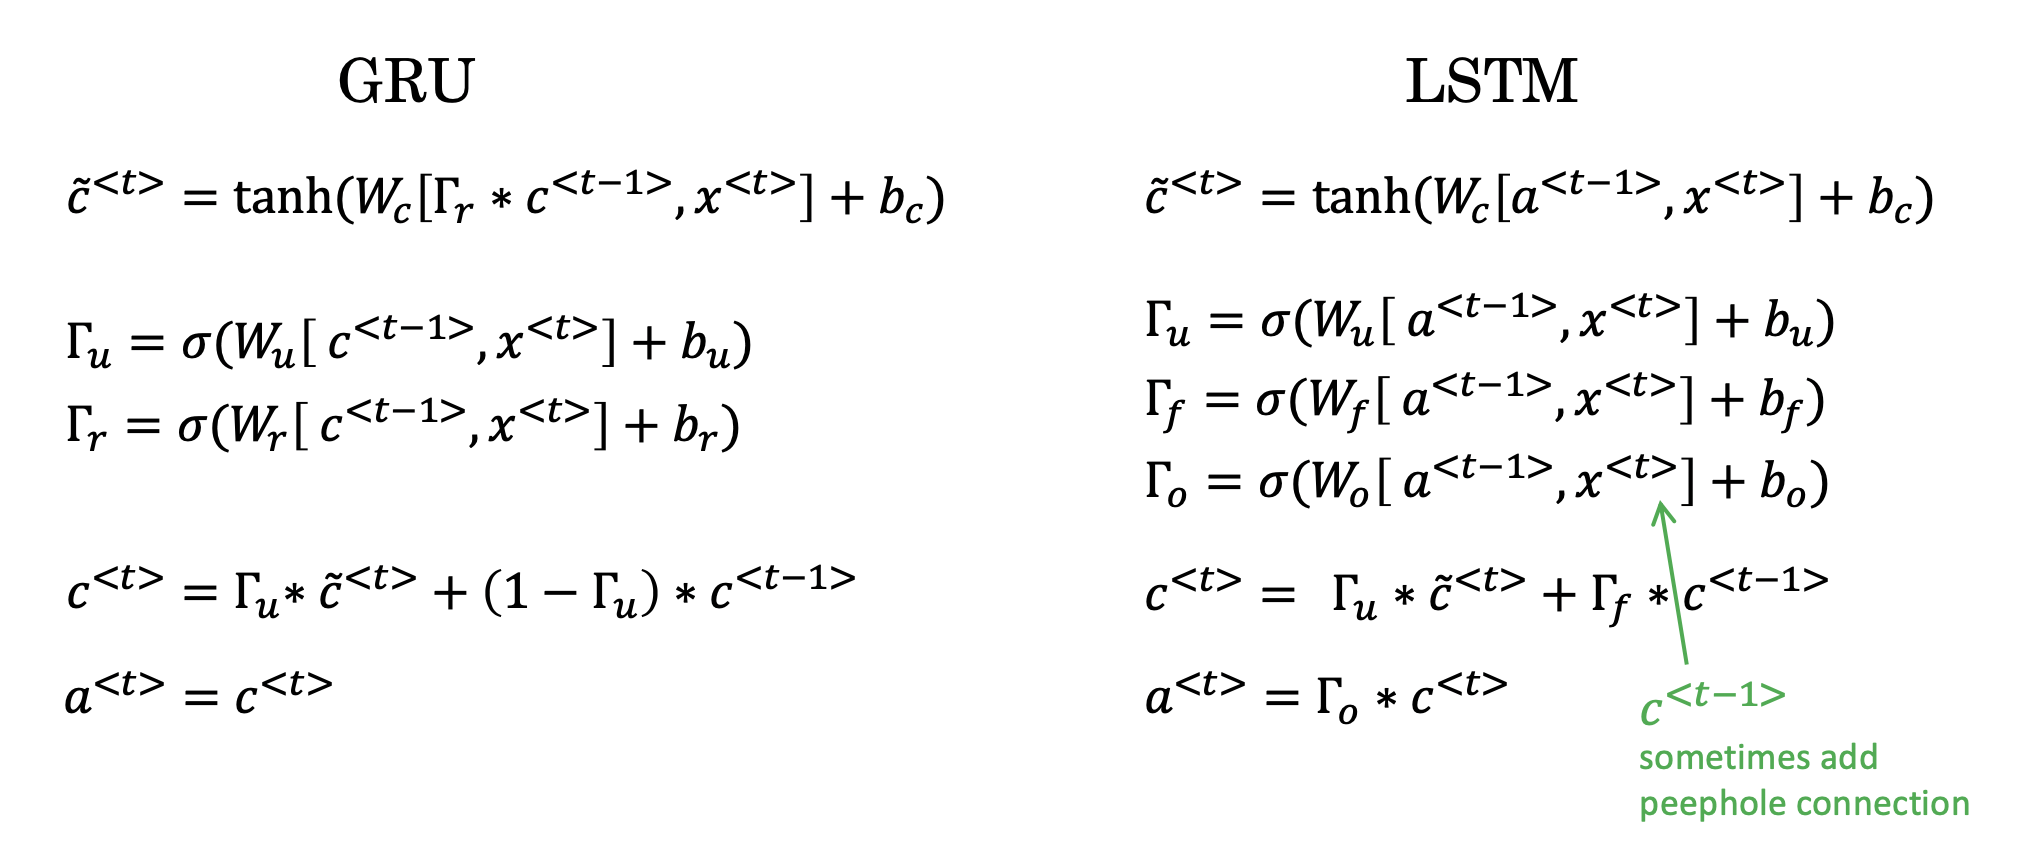 GRU
c̃<t> = tanh(Wc[Γr ∗ c<t−1>, x<t>] + bc)
Γu = σ(Wu[ c<t−1>, x<t>] + bu)
Γr = σ(Wr[ c<t−1>, x<t>] + br)
c<t> = Γu∗ c̃<t> + (1 − Γu) ∗ c<t−1>
a<t> = c<t>
LSTM
c̃<t> = tanh(Wc[a<t−1>, x<t>] + bc)
Γu = σ(Wu[ a<t−1>, x<t>] + bu)
Γf = σ(Wf[ a<t−1>, x<t>] + bf)
Γo = σ(Wo[ a<t−1>, x<t>] + bo)
c<t> = Γu ∗ c̃<t> + Γf ∗ c<t−1>
a<t> = Γo ∗ c<t>
c<t−1>
sometimes add
peephole connection